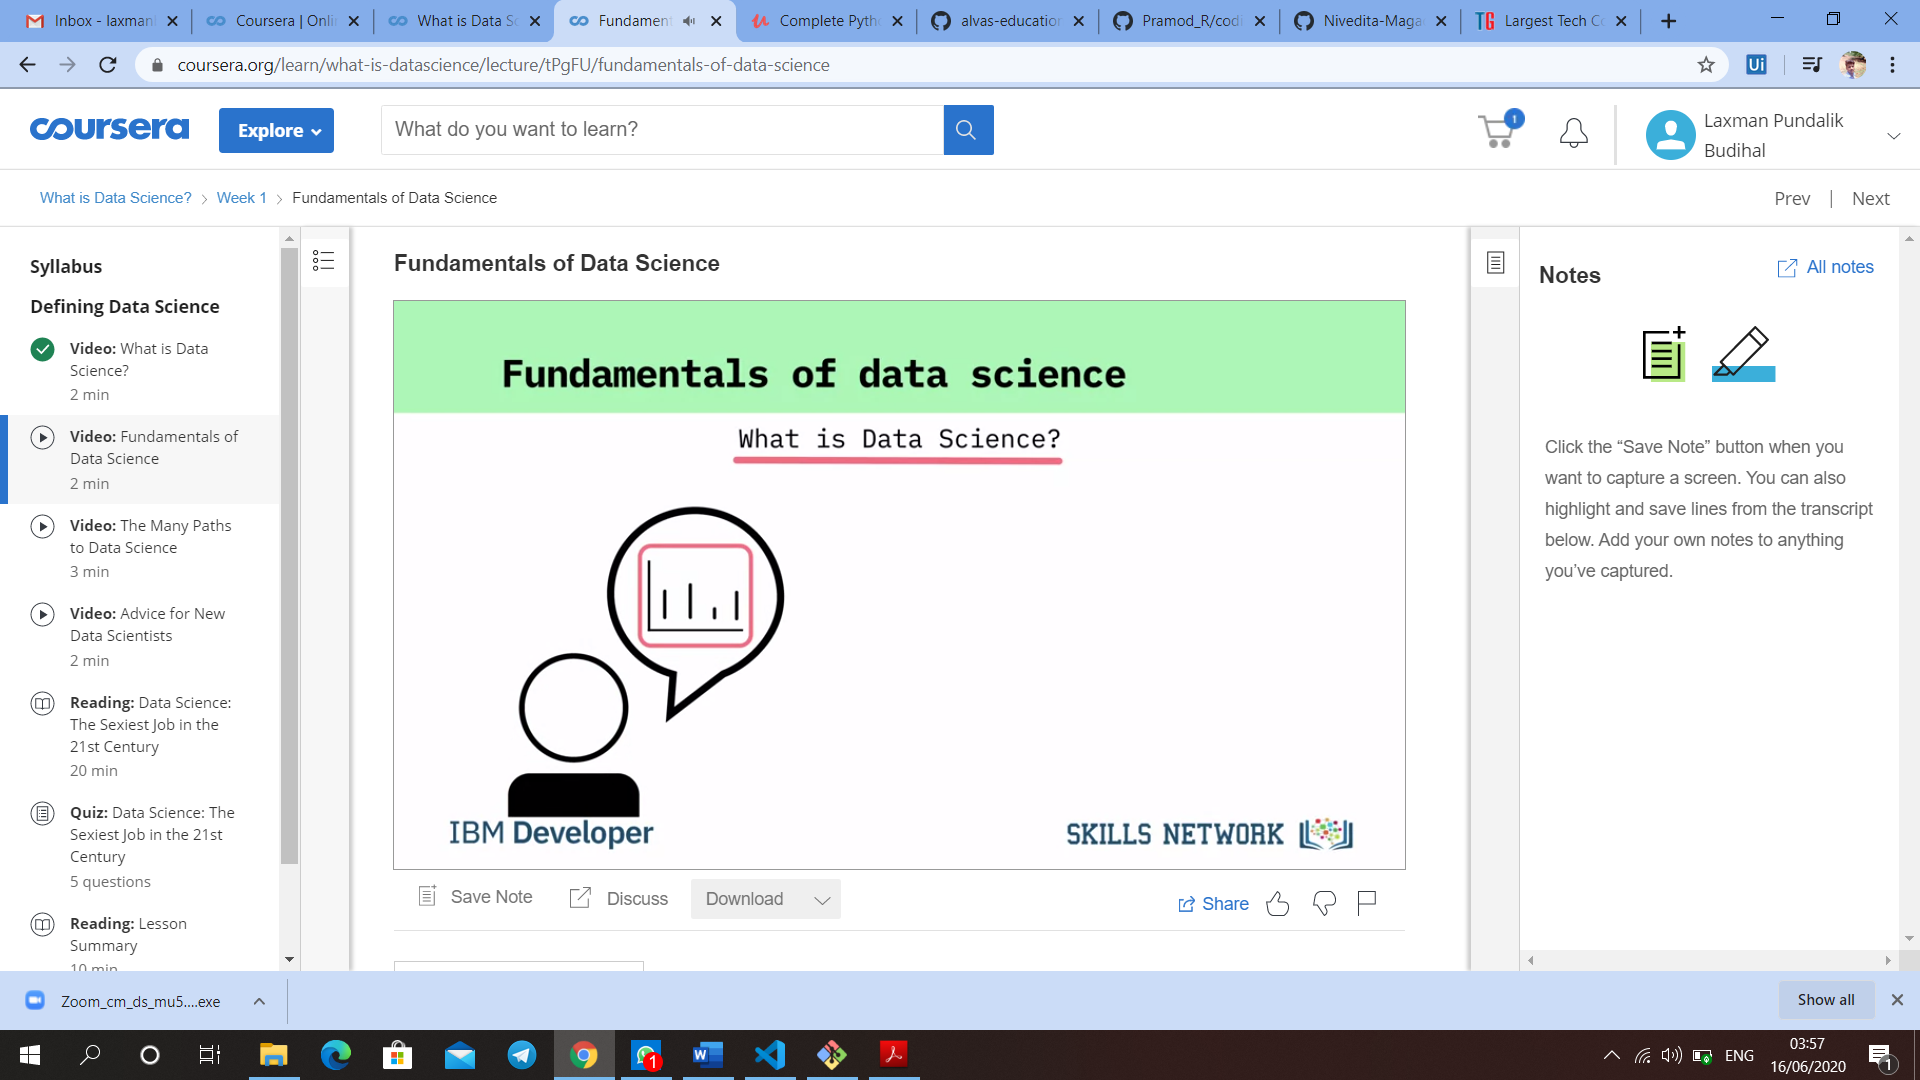 Inbox - laxman
Coursera | Onli
What is Data Sc
Fundament
Complete Pyth
alvas-education
Pramod_R/codi
Nivedita-Maga
TG Largest Tech Co
coursera.org/learn/what-is-datascience/lecture/tPgFU/fundamentals-of-data-science
Ui
coursera
Explore
What do you want to learn?
1
Laxman Pundalik
Budihal
What is Data Science?
Week 1
Fundamentals of Data Science
Prev | Next
Syllabus
Defining Data Science
Video: What is Data
Science?
2 min
Video: Fundamentals of
Data Science
2 min
Video: The Many Paths
to Data Science
3 min
Video: Advice for New
Data Scientists
2 min
Reading: Data Science:
The Sexiest Job in the
21st Century
20 min
Quiz: Data Science: The
Sexiest Job in the 21st
Century
5 questions
Reading: Lesson
Summary
10 min
Fundamentals of Data Science
Fundamentals of data science
What is Data Science?
IBM Developer
SKILLS NETWORK
Save Note
Discuss
Download
Share
Notes
All notes
Click the “Save Note” button when you
want to capture a screen. You can also
highlight and save lines from the transcript
below. Add your own notes to anything
you’ve captured.
Zoom_cm_ds_mu5....exe
Show all
1
ENG
03:57
16/06/2020
1